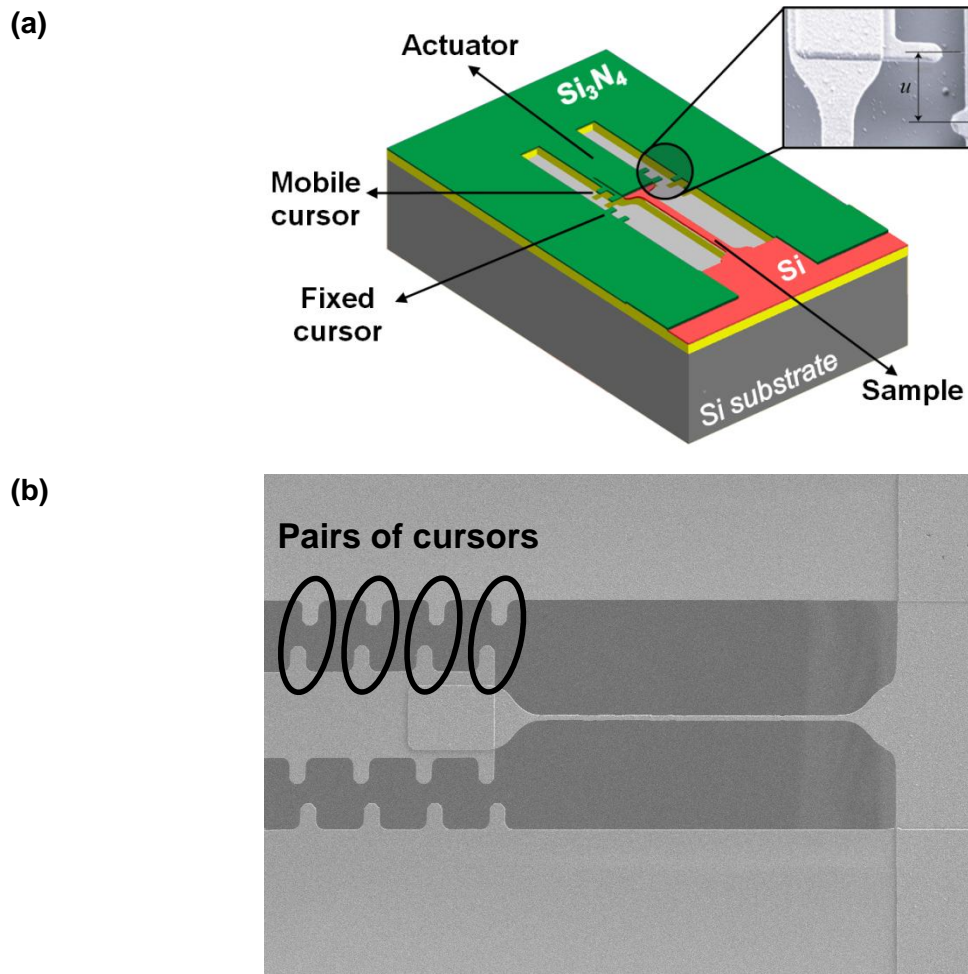 (a)
Actuator
Si3N4
u
Mobile
cursor
Si
Fixed
cursor
Sample
Si substrate
(b)
Pairs of cursors